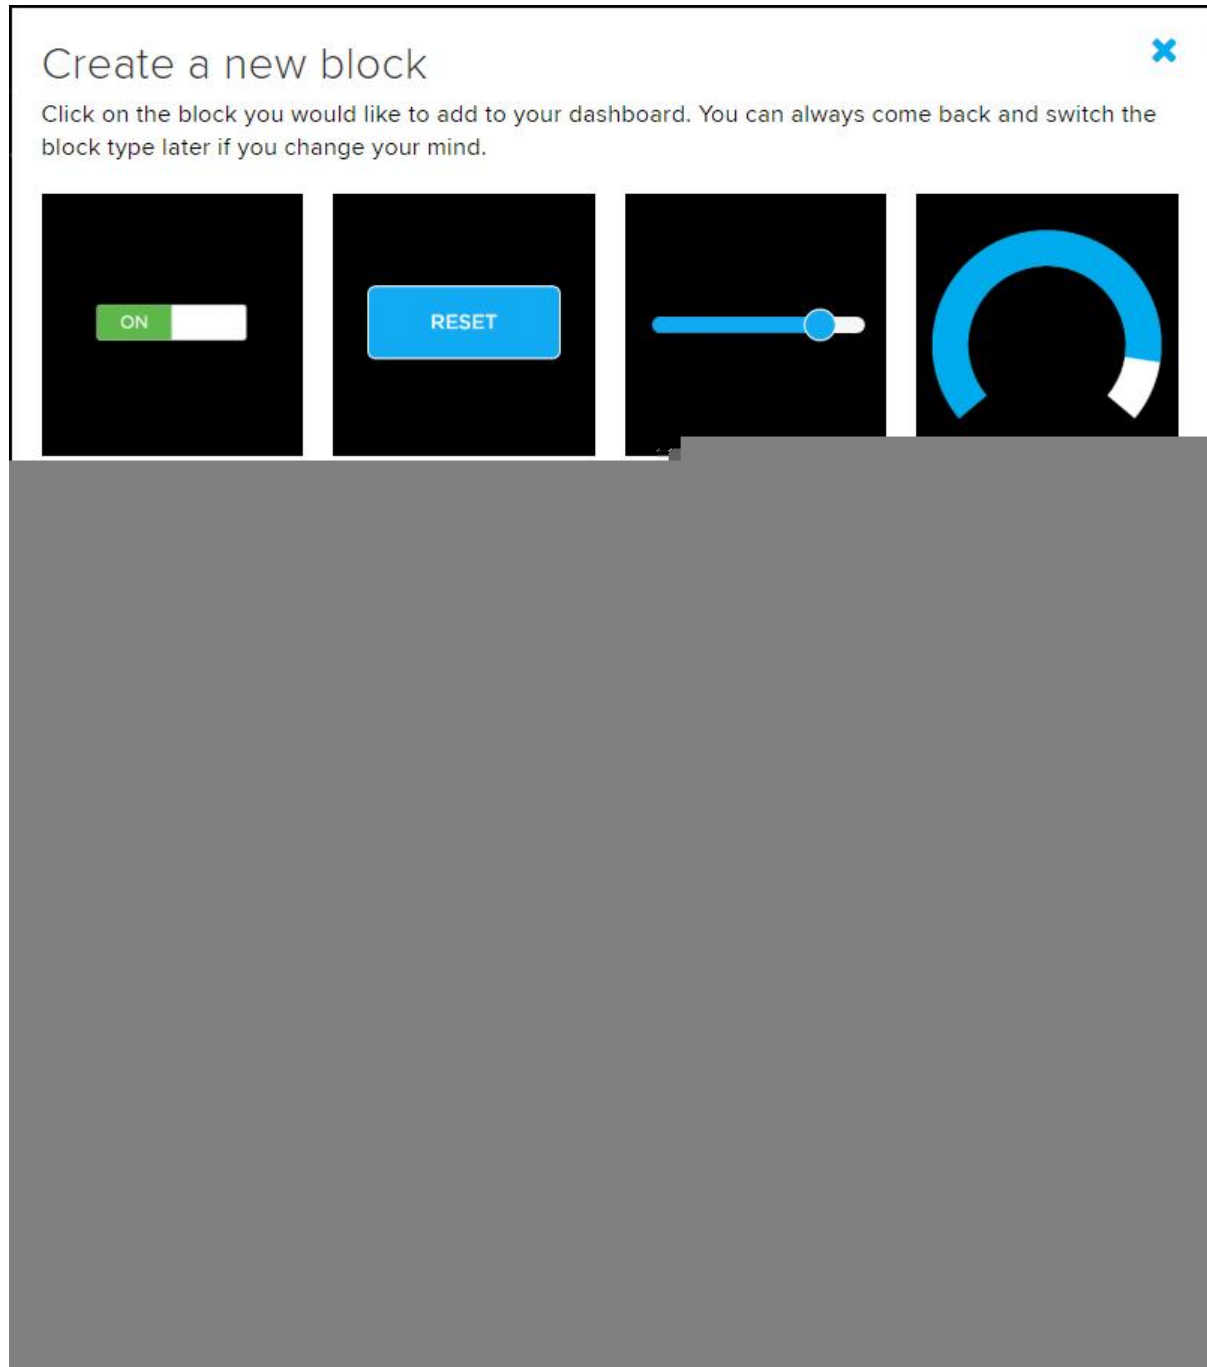 Create a new block
Click on the block you would like to add to your dashboard. You can always come back and switch the
block type later if you change your mind.
ON
RESET